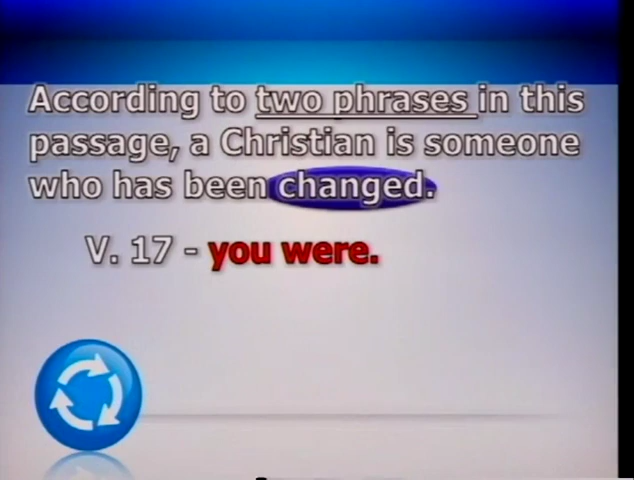 According to two phrases in this
passage, a Christian is someone
who has been changed.
V. 17 - you were.